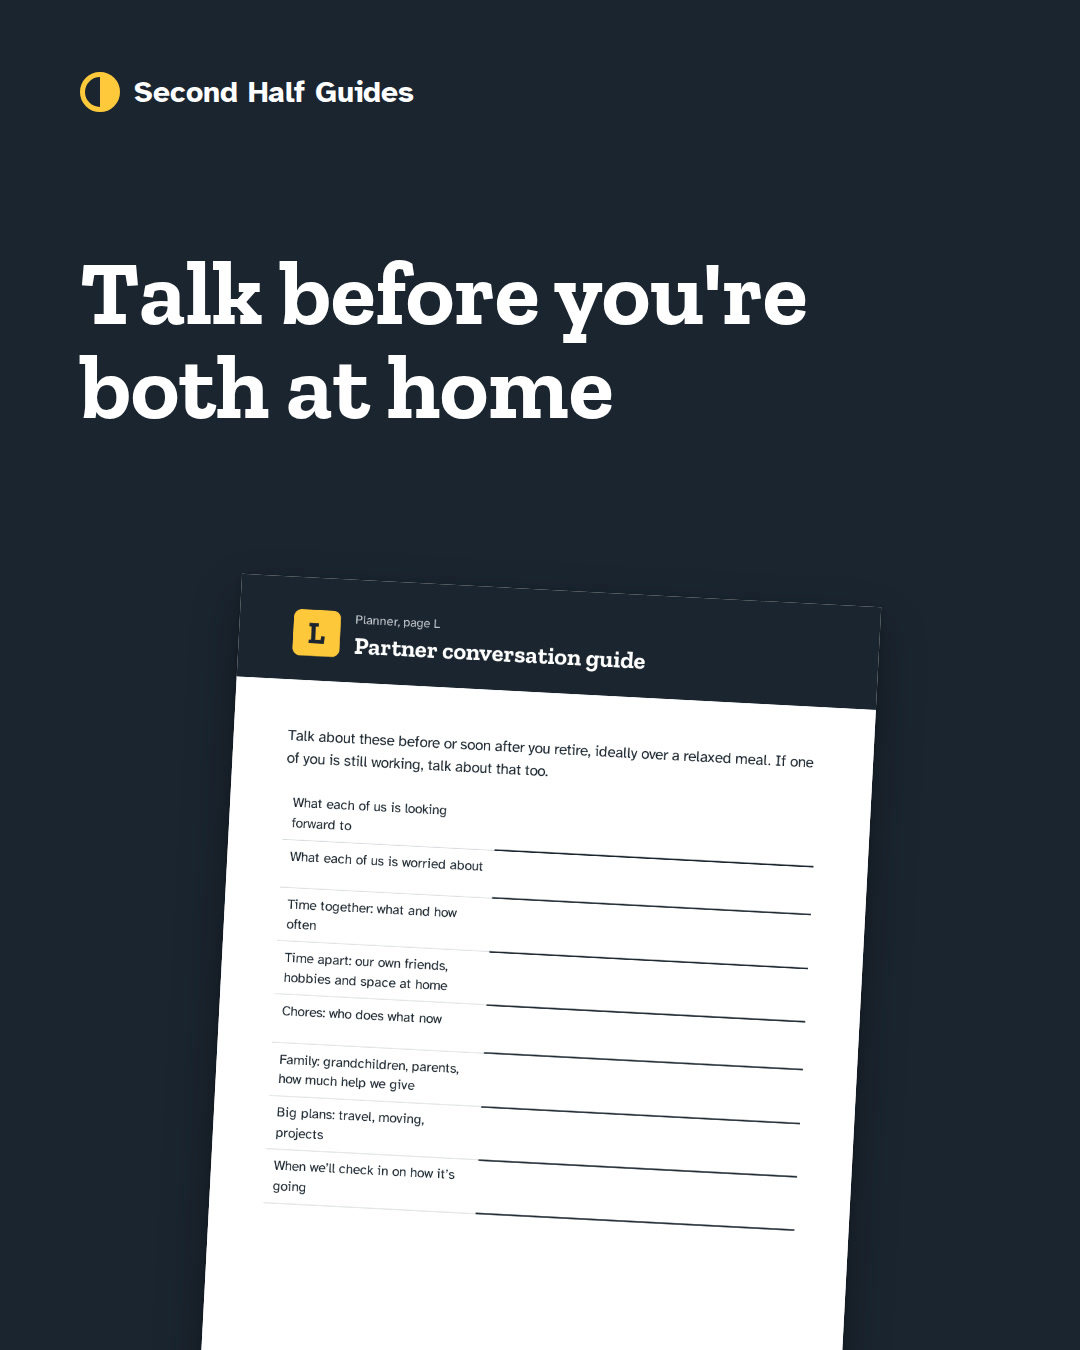 Second Half Guides
Talk before you're
both at home
L
Planner, page L
Partner conversation guide
Talk about these before or soon after you retire, ideally over a relaxed meal. If one
of you is still working, talk about that too.
What each of us is looking
forward to
What each of us is worried about
Time together: what and how
often
Time apart: our own friends,
hobbies and space at home
Chores: who does what now
Family: grandchildren, parents,
how much help we give
Big plans: travel, moving,
projects
When we’ll check in on how it’s
going